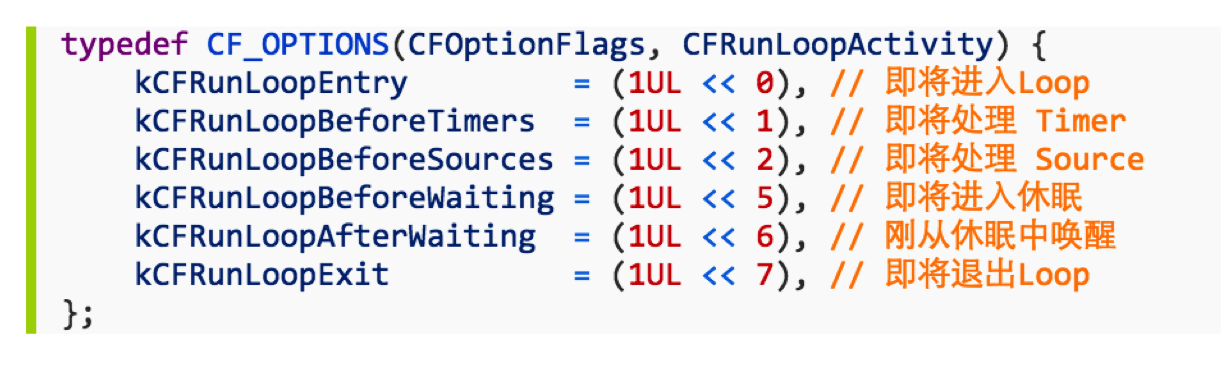 typedef CF_OPTIONS(CFOptionFlags, CFRunLoopActivity) {
    kCFRunLoopEntry         = (1UL << 0), // 即将进入Loop
    kCFRunLoopBeforeTimers  = (1UL << 1), // 即将处理 Timer
    kCFRunLoopBeforeSources = (1UL << 2), // 即将处理 Source
    kCFRunLoopBeforeWaiting = (1UL << 5), // 即将进入休眠
    kCFRunLoopAfterWaiting  = (1UL << 6), // 刚从休眠中唤醒
    kCFRunLoopExit          = (1UL << 7), // 即将退出Loop
};